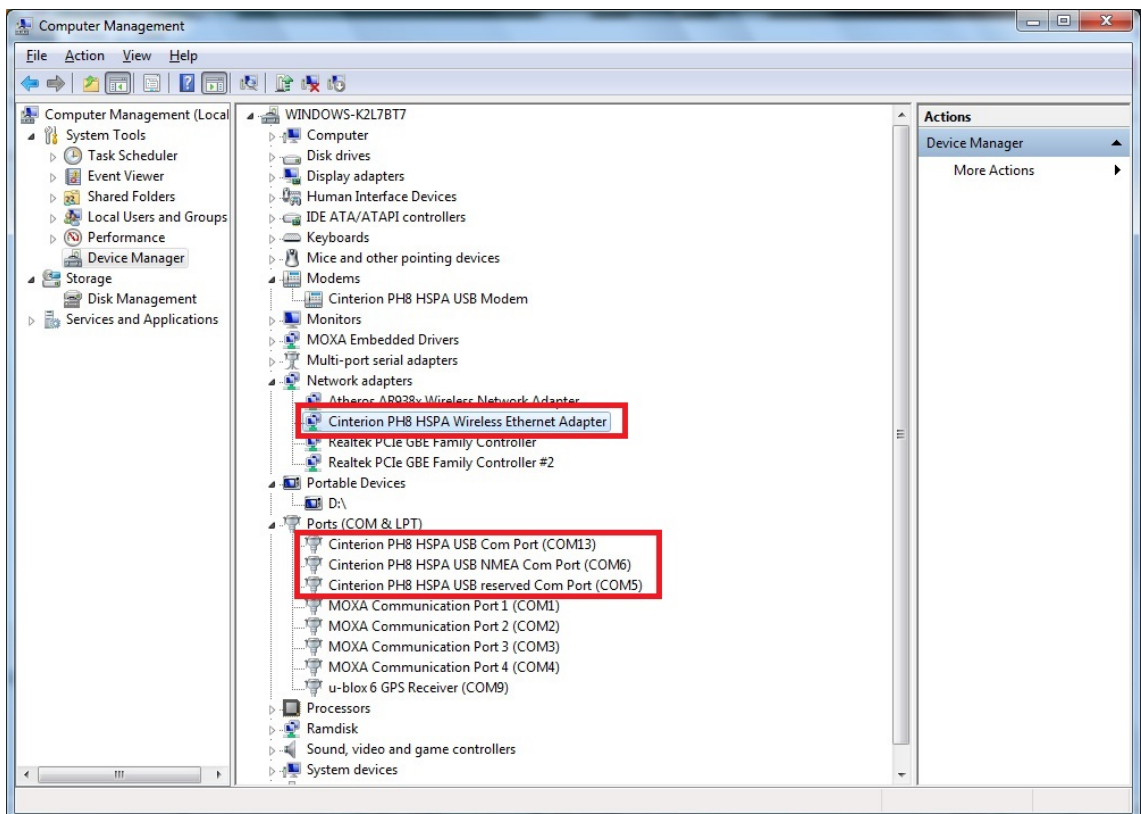 Computer Management
File Action View Help
Computer Management (Local
System Tools
Task Scheduler
Event Viewer
Shared Folders
Local Users and Groups
Performance
Device Manager
Storage
Disk Management
Services and Applications
WINDOWS-K2L7BT7
Computer
Disk drives
Display adapters
Human Interface Devices
IDE ATA/ATAPI controllers
Keyboards
Mice and other pointing devices
Modems
Cinterion PH8 HSPA USB Modem
Monitors
MOXA Embedded Drivers
Multi-port serial adapters
Network adapters
Atheros AR938x Wireless Network Adapter
Cinterion PH8 HSPA Wireless Ethernet Adapter
Realtek PCIe GBE Family Controller
Realtek PCIe GBE Family Controller #2
Portable Devices
D:\
Ports (COM & LPT)
Cinterion PH8 HSPA USB Com Port (COM13)
Cinterion PH8 HSPA USB NMEA Com Port (COM6)
Cinterion PH8 HSPA USB reserved Com Port (COM5)
MOXA Communication Port 1 (COM1)
MOXA Communication Port 2 (COM2)
MOXA Communication Port 3 (COM3)
MOXA Communication Port 4 (COM4)
u-blox 6 GPS Receiver (COM9)
Processors
Ramdisk
Sound, video and game controllers
System devices
Actions
Device Manager
More Actions